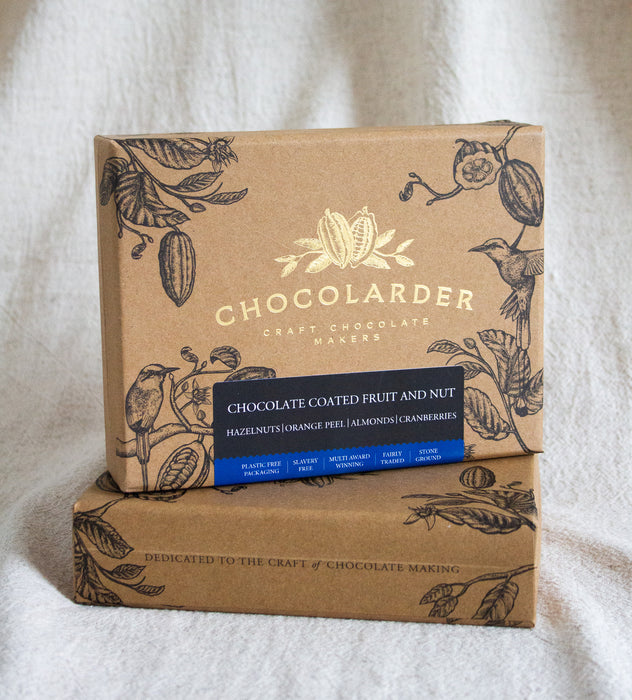 CHOCOLARDER
CRAFT CHOCOLATE
MAKERS
CHOCOLATE COATED FRUIT AND NUT
HAZELNUTS|ORANGE PEEL|ALMONDS|CRANBERRIES
PLASTIC FREE PACKAGING | SLAVERY FREE | MULTI AWARD WINNING | FAIRLY TRADED | STONE GROUND
DEDICATED TO THE CRAFT of CHOCOLATE MAKING